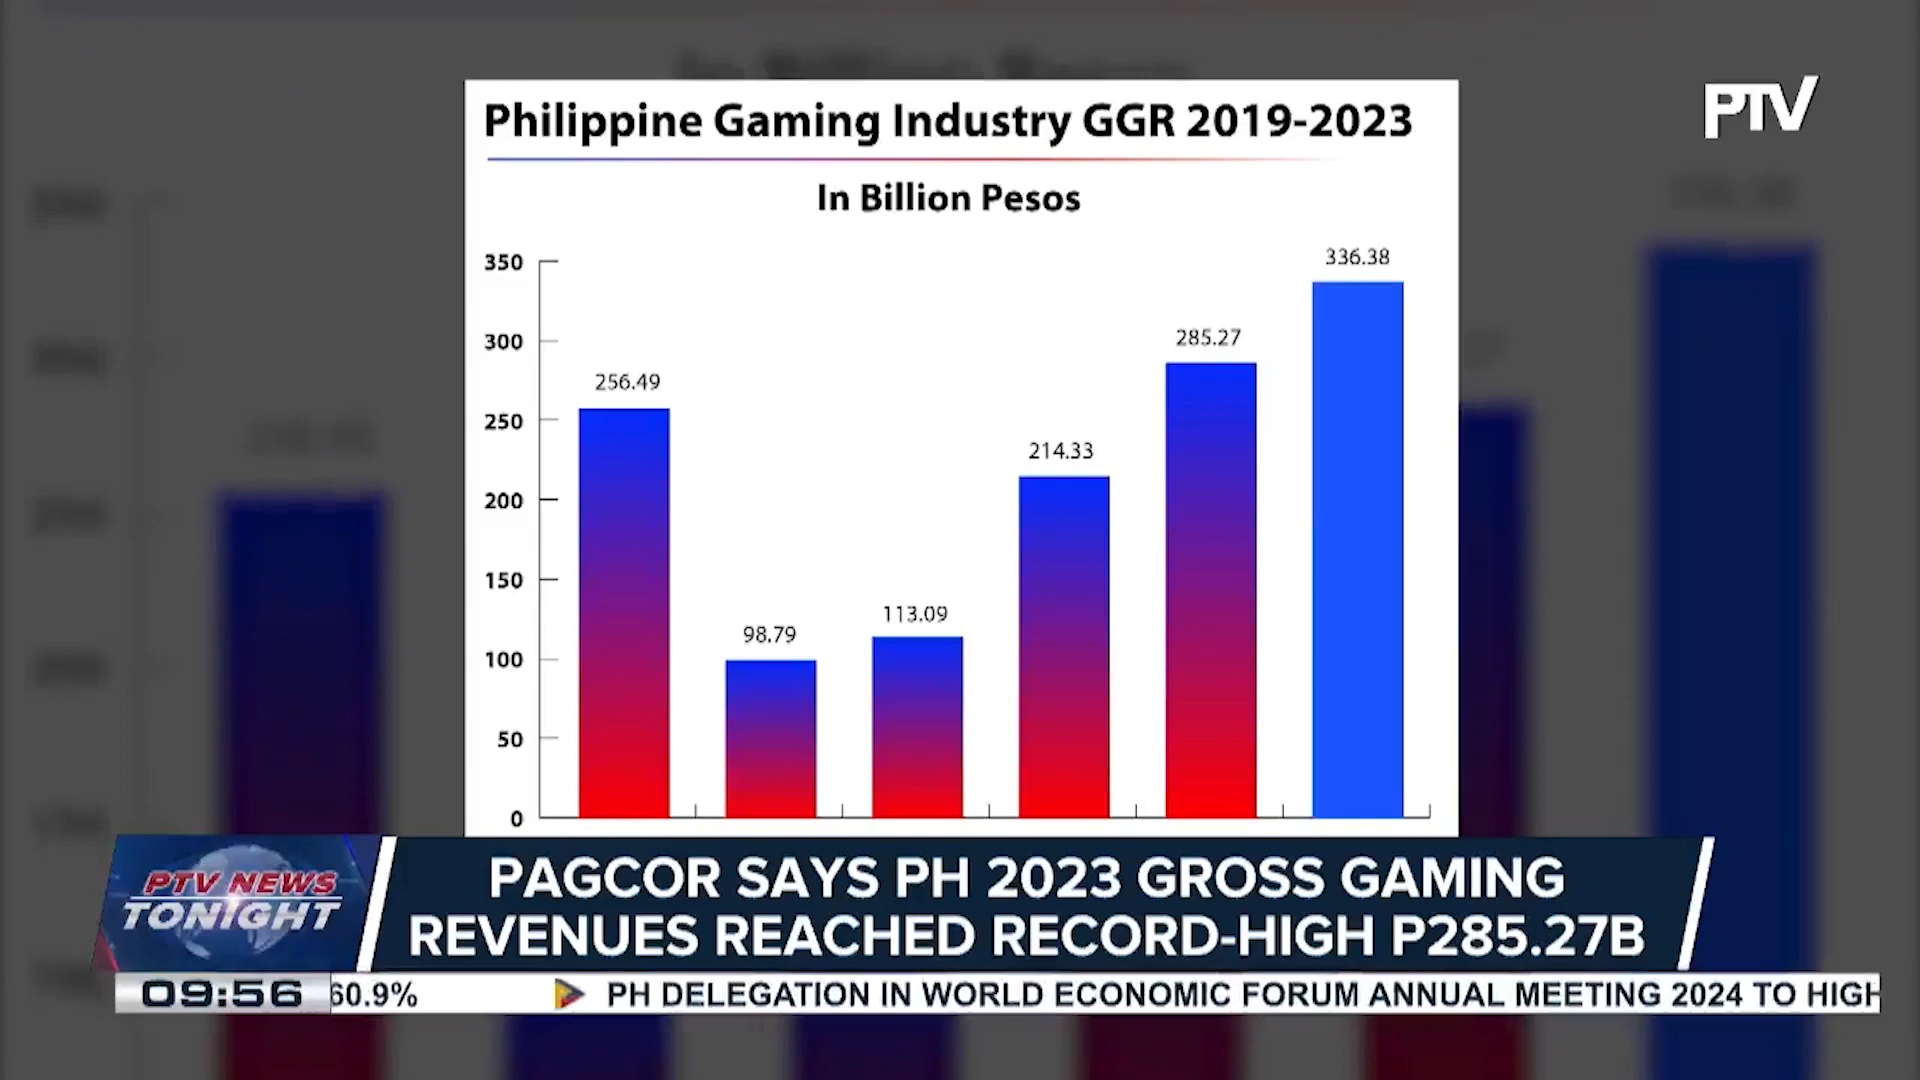 PTV
Philippine Gaming Industry GGR 2019-2023
In Billion Pesos
350
300
250
200
150
100
50
0
256.49
98.79
113.09
214.33
285.27
336.38
PTV NEWS
TONIGHT
PAGCOR SAYS PH 2023 GROSS GAMING
REVENUES REACHED RECORD-HIGH P285.27B
09:56
60.9% PH DELEGATION IN WORLD ECONOMIC FORUM ANNUAL MEETING 2024 TO HIGH